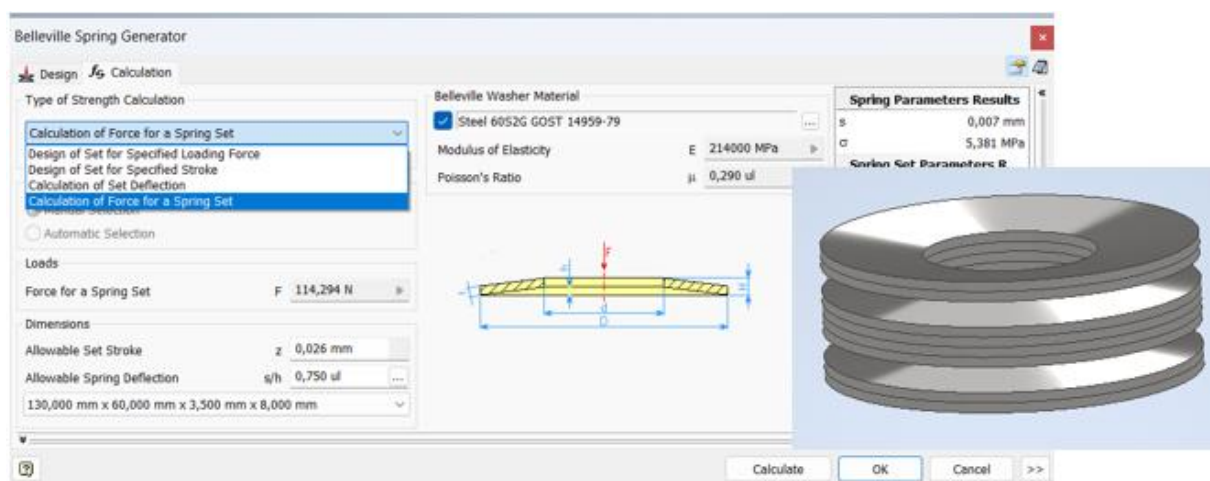 Belleville Spring Generator
Design Calculation
Type of Strength Calculation
Calculation of Force for a Spring Set
Design of Set for Specified Loading Force
Design of Set for Specified Stroke
Calculation of Set Deflection
Calculation of Force for a Spring Set
Manual Selection
Automatic Selection
Loads
Force for a Spring Set F 114,294 N
Dimensions
Allowable Set Stroke z 0,026 mm
Allowable Spring Deflection s/h 0,750 ul ...
130,000 mm x 60,000 mm x 3,500 mm x 8,000 mm
Belleville Washer Material
Steel 60S2G GOST 14959-79 ...
Modulus of Elasticity E 214000 MPa
Poisson's Ratio μ 0,290 ul
F
h
t
H
d
D
Spring Parameters Results
s 0,007 mm
σ 5,381 MPa
Spring Set Parameters R
Calculate OK Cancel >>